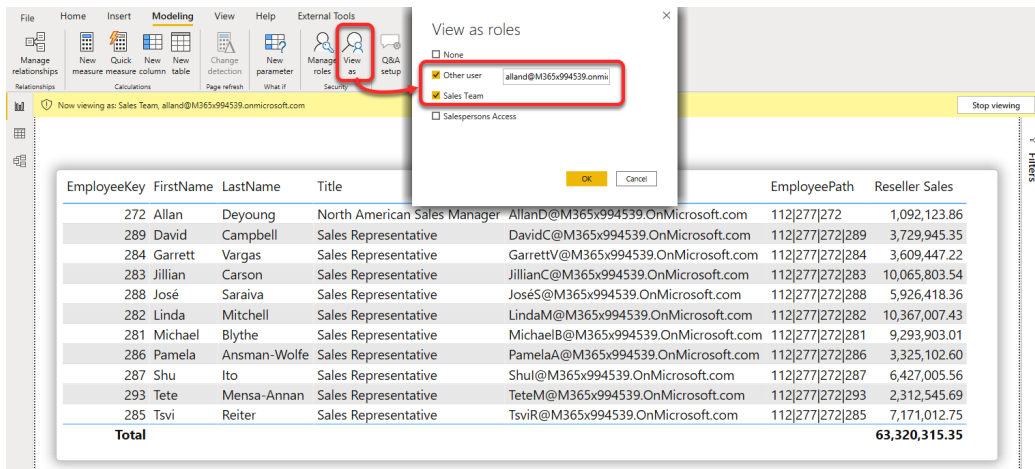 File Home Insert Modeling View Help External Tools
Manage relationships
New measure
Quick measure
New column
New table
Change detection
New parameter
Manage roles
View as
Q&A setup
Relationships Calculations Page refresh What if Security
View as roles
None
Other user alland@M365x994539.onmic
Sales Team
Salespersons Access
OK Cancel
Now viewing as: Sales Team, alland@M365x994539.onmicrosoft.com Stop viewing
Filters
EmployeeKey FirstName LastName Title EmployeePath Reseller Sales
272 Allan Deyoung North American Sales Manager AllanD@M365x994539.OnMicrosoft.com 112|277|272 1,092,123.86
289 David Campbell Sales Representative DavidC@M365x994539.OnMicrosoft.com 112|277|272|289 3,729,945.35
284 Garrett Vargas Sales Representative GarrettV@M365x994539.OnMicrosoft.com 112|277|272|284 3,609,447.22
283 Jillian Carson Sales Representative JillianC@M365x994539.OnMicrosoft.com 112|277|272|283 10,065,803.54
288 José Saraiva Sales Representative JoséS@M365x994539.OnMicrosoft.com 112|277|272|288 5,926,418.36
282 Linda Mitchell Sales Representative LindaM@M365x994539.OnMicrosoft.com 112|277|272|282 10,367,007.43
281 Michael Blythe Sales Representative MichaelB@M365x994539.OnMicrosoft.com 112|277|272|281 9,293,903.01
286 Pamela Ansman-Wolfe Sales Representative PamelaA@M365x994539.OnMicrosoft.com 112|277|272|286 3,325,102.60
287 Shu Ito Sales Representative ShuI@M365x994539.OnMicrosoft.com 112|277|272|287 6,427,005.56
293 Tete Mensa-Annan Sales Representative TeteM@M365x994539.OnMicrosoft.com 112|277|272|293 2,312,545.69
285 Tsvi Reiter Sales Representative TsviR@M365x994539.OnMicrosoft.com 112|277|272|285 7,171,012.75
Total 63,320,315.35